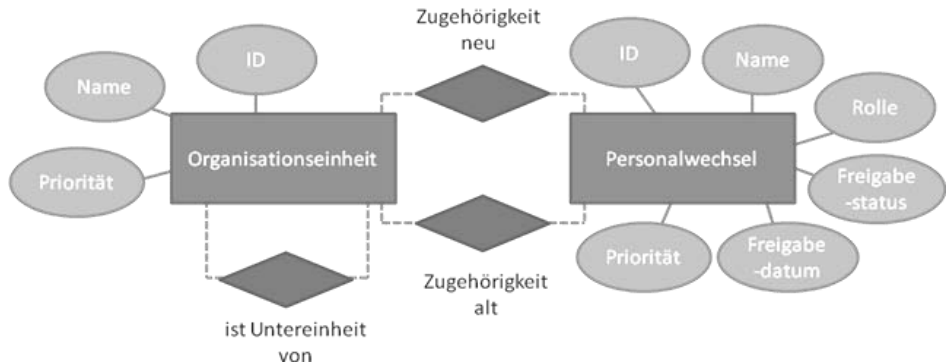 Zugehörigkeit
neu
ID
Name
Priorität
Organisationseinheit
ist Untereinheit
von
Zugehörigkeit
alt
ID
Name
Rolle
Freigabe
-status
Freigabe
-datum
Priorität
Personalwechsel